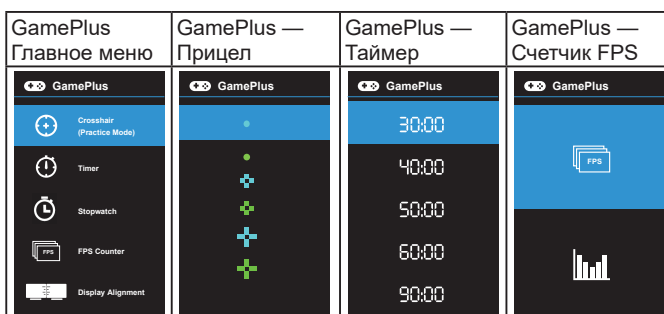 GamePlus
Главное меню
GamePlus —
Прицел
GamePlus —
Таймер
GamePlus —
Счетчик FPS
GamePlus
Crosshair
(Practice Mode)
Timer
Stopwatch
FPS
FPS Counter
Display Alignment
GamePlus
GamePlus
30:00
40:00
50:00
60:00
90:00
GamePlus
FPS